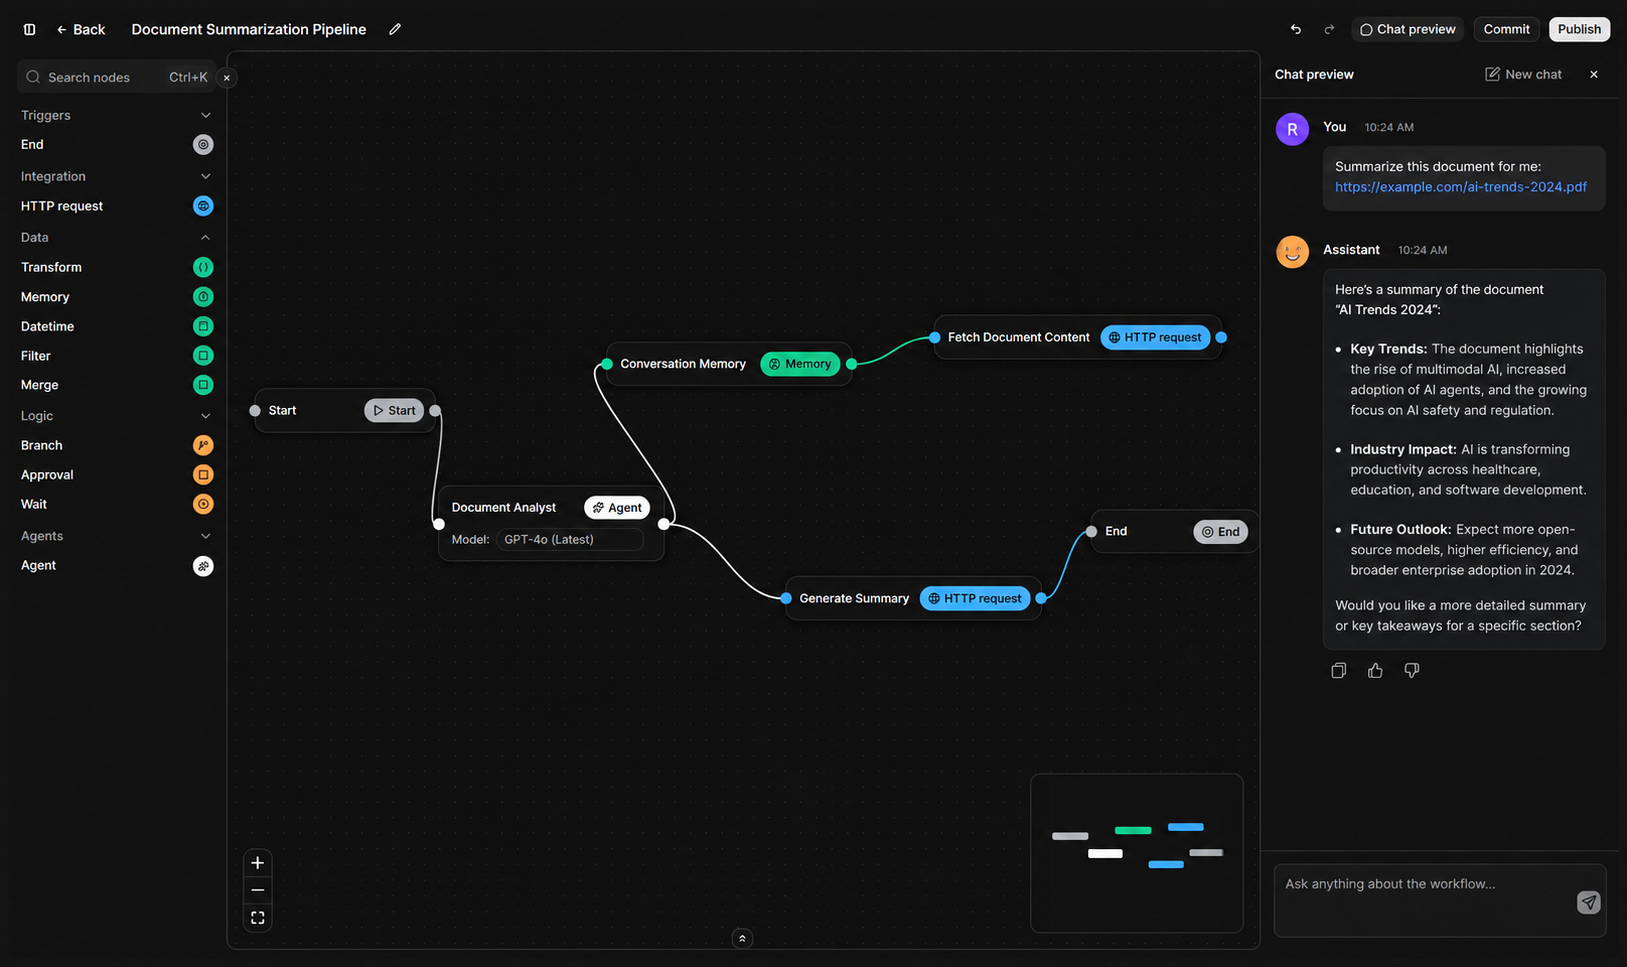 Back
Document Summarization Pipeline
Chat preview
Commit
Publish
Search nodes Ctrl+K
Triggers
End
Integration
HTTP request
Data
Transform
Memory
Datetime
Filter
Merge
Logic
Branch
Approval
Wait
Agents
Agent
Start Start
Document Analyst Agent
Model: GPT-4o (Latest)
Conversation Memory Memory
Fetch Document Content HTTP request
Generate Summary HTTP request
End End
Chat preview
New chat
R
You 10:24 AM
Summarize this document for me:
https://example.com/ai-trends-2024.pdf
Assistant 10:24 AM
Here’s a summary of the document
“AI Trends 2024”:
• Key Trends: The document highlights
the rise of multimodal AI, increased
adoption of AI agents, and the growing
focus on AI safety and regulation.
• Industry Impact: AI is transforming
productivity across healthcare,
education, and software development.
• Future Outlook: Expect more open-
source models, higher efficiency, and
broader enterprise adoption in 2024.
Would you like a more detailed summary
or key takeaways for a specific section?
Ask anything about the workflow...